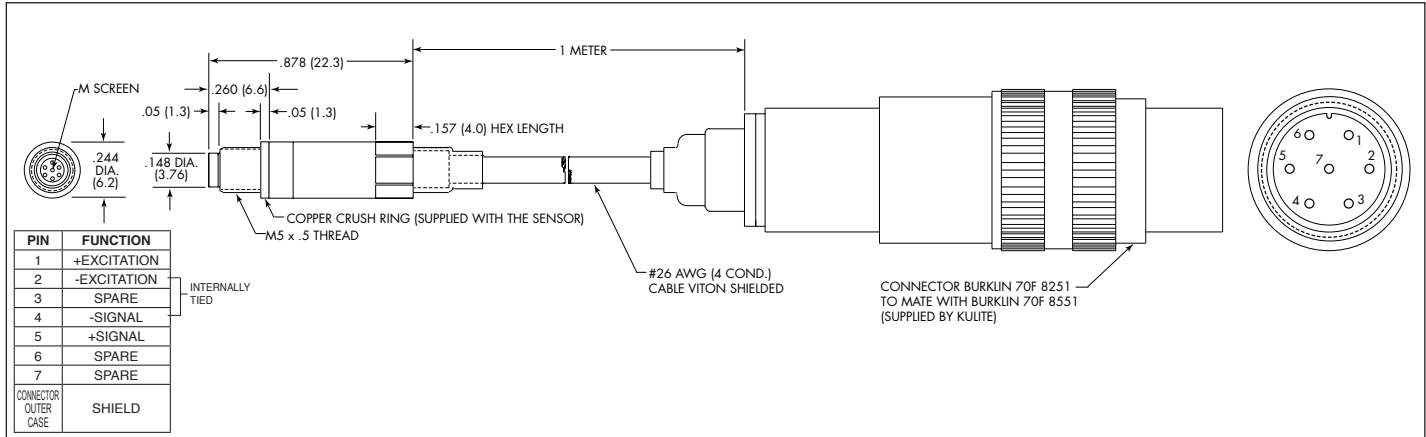 1 METER
.878 (22.3)
M SCREEN
.260 (6.6)
.05 (1.3)
.05 (1.3)
.157 (4.0) HEX LENGTH
.244
DIA.
(6.2)
.148 DIA.
(3.76)
6
1
5
7
2
4
3
COPPER CRUSH RING (SUPPLIED WITH THE SENSOR)
M5 x .5 THREAD
#26 AWG (4 COND.)
CABLE VITON SHIELDED
CONNECTOR BURKLIN 70F 8251
TO MATE WITH BURKLIN 70F 8551
(SUPPLIED BY KULITE)
PIN FUNCTION
1 +EXCITATION
2 -EXCITATION
3 SPARE
4 -SIGNAL
5 +SIGNAL
6 SPARE
7 SPARE
CONNECTOR
OUTER
CASE
SHIELD
INTERNALLY
TIED